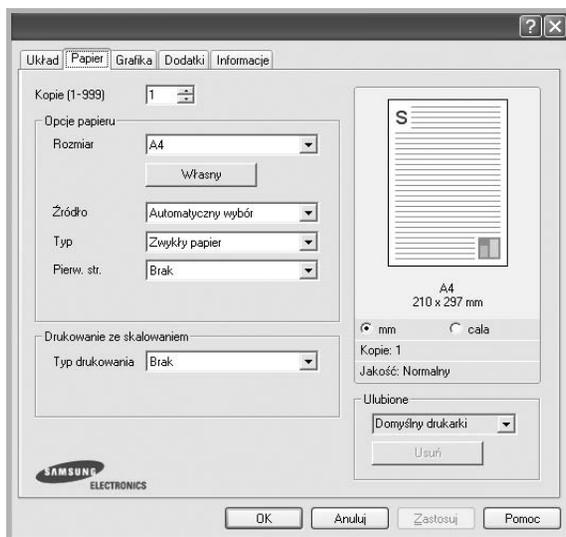 Układ Papier Grafika Dodatki Informacje
Kopie (1-999) 1
Opcje papieru
Rozmiar A4
Własny
Źródło Automatyczny wybór
Typ Zwykły papier
Pierw. str. Brak
Drukowanie ze skalowaniem
Typ drukowania Brak
S
A4
210 x 297 mm
mm cala
Kopie: 1
Jakość: Normalny
Ulubione
Domyślny drukarki
Usuń
SAMSUNG
ELECTRONICS
OK Anuluj Zastosuj Pomoc